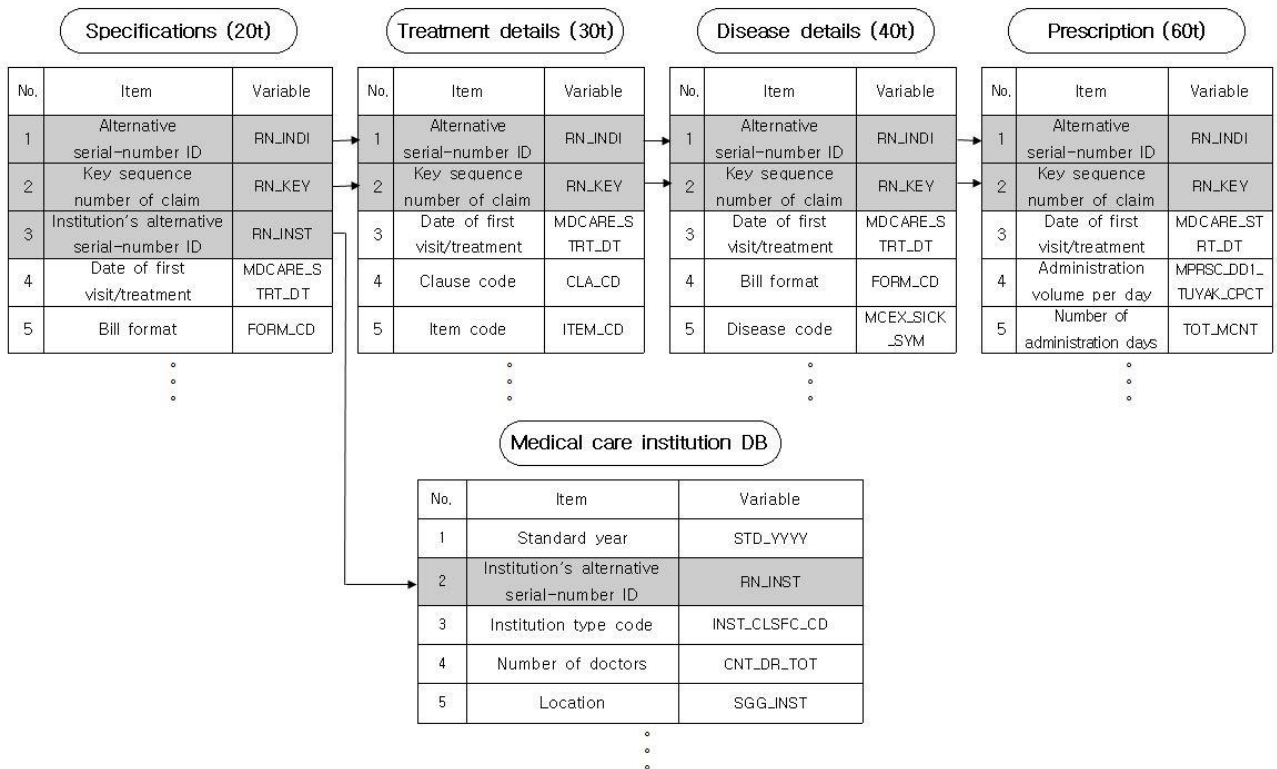 Specifications (20t)
No. Item Variable
1 Alternative serial-number ID RN_INDI
2 Key sequence number of claim RN_KEY
3 Institution's alternative serial-number ID RN_INST
4 Date of first visit/treatment MDCARE_S TRT_DT
5 Bill format FORM_CD
Treatment details (30t)
No. Item Variable
1 Alternative serial-number ID RN_INDI
2 Key sequence number of claim RN_KEY
3 Date of first visit/treatment MDCARE_S TRT_DT
4 Clause code CLA_CD
5 Item code ITEM_CD
Disease details (40t)
No. Item Variable
1 Alternative serial-number ID RN_INDI
2 Key sequence number of claim RN_KEY
3 Date of first visit/treatment MDCARE_S TRT_DT
4 Bill format FORM_CD
5 Disease code MCEX_SICK _SYM
Prescription (60t)
No. Item Variable
1 Alternative serial-number ID RN_INDI
2 Key sequence number of claim RN_KEY
3 Date of first visit/treatment MDCARE_ST RT_DT
4 Administration volume per day MPRSC_DD1_ TUYAK_CPCT
5 Number of administration days TOT_MCNT
Medical care institution DB
No. Item Variable
1 Standard year STD_YYYY
2 Institution's alternative serial-number ID RN_INST
3 Institution type code INST_CLSFC_CD
4 Number of doctors CNT_DR_TOT
5 Location SGG_INST